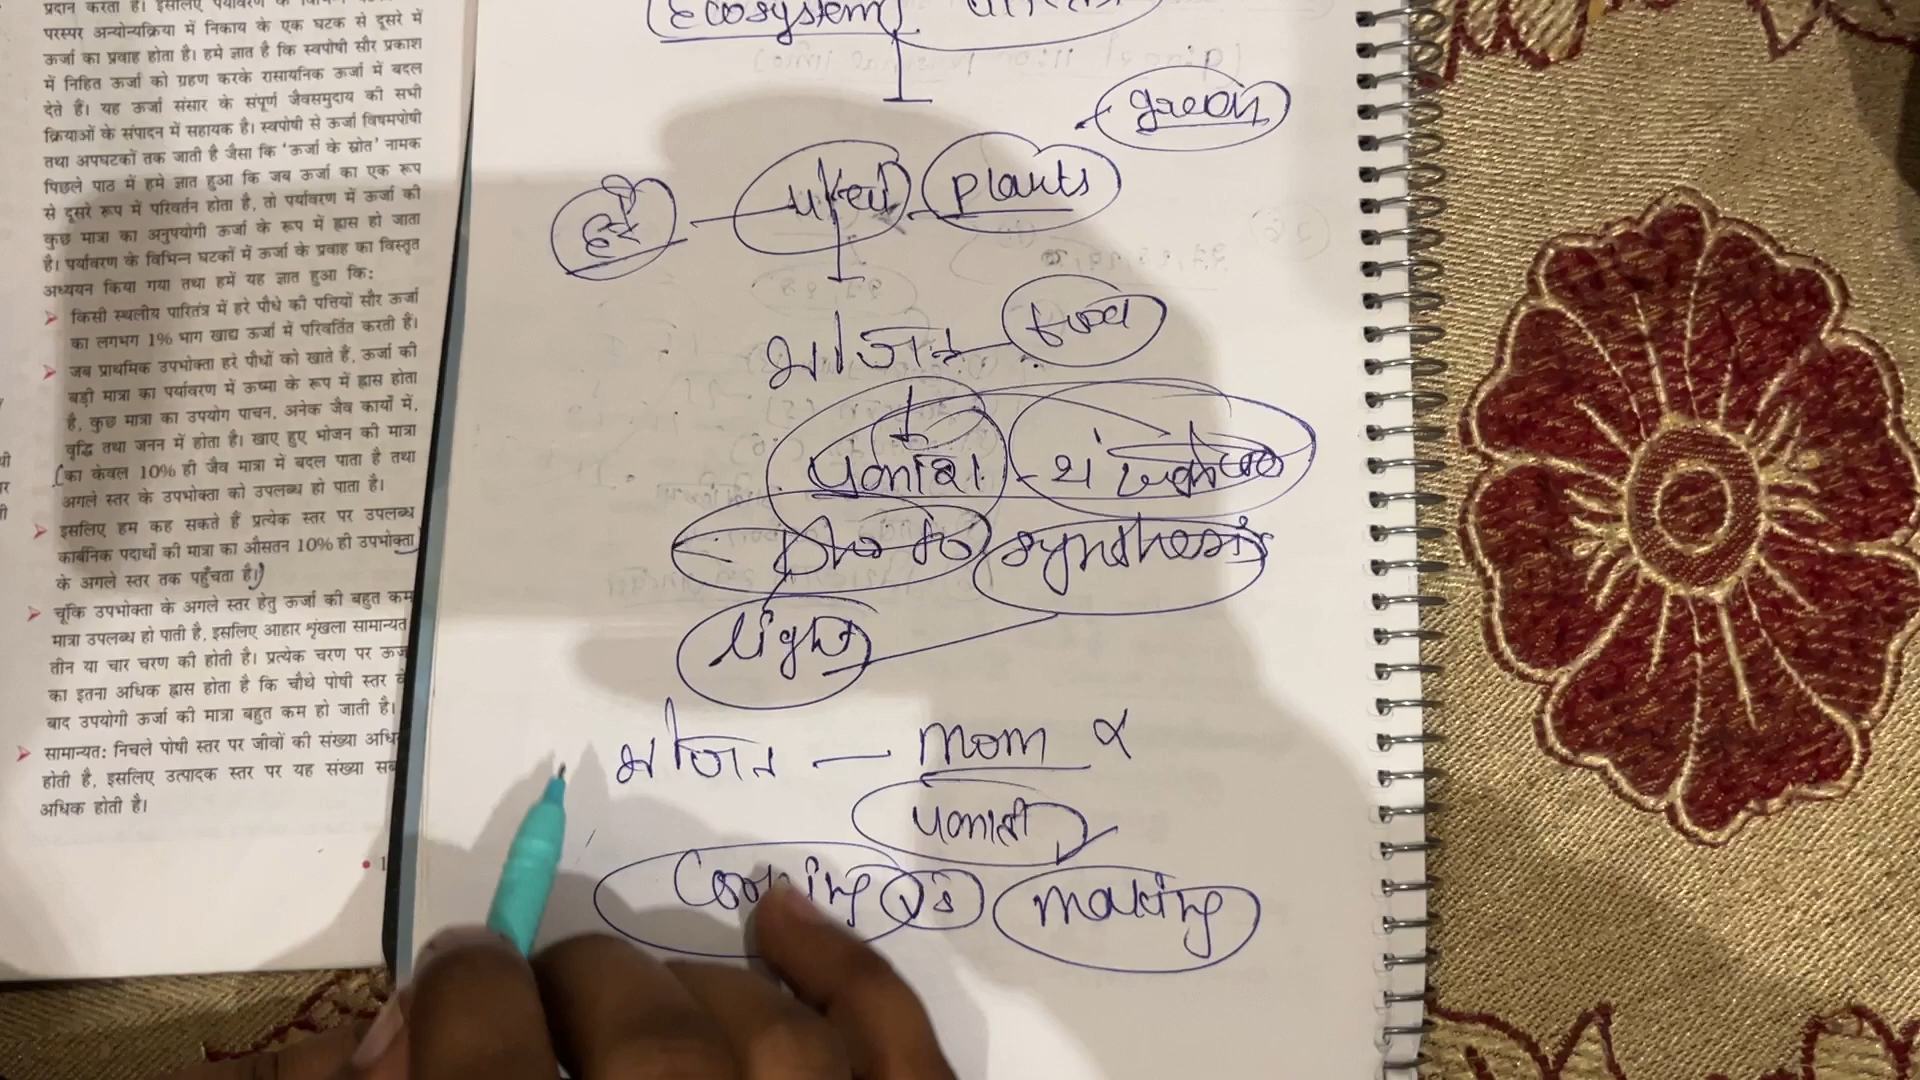 प्रदान करता है। इसलिए पर्यावरण के
परस्पर अन्योन्यक्रिया में निकाय के एक घटक से दूसरे में
ऊर्जा का प्रवाह होता है। हमे ज्ञात है कि स्वपोषी सौर प्रकाश
में निहित ऊर्जा को ग्रहण करके रासायनिक ऊर्जा में बदल
देते हैं। यह ऊर्जा संसार के संपूर्ण जैवसमुदाय की सभी
क्रियाओं के संपादन में सहायक है। स्वपोषी से ऊर्जा विषमपोषी
तथा अपघटकों तक जाती है जैसा कि 'ऊर्जा के स्रोत' नामक
पिछले पाठ में हमे ज्ञात हुआ कि जब ऊर्जा का एक रूप
से दूसरे रूप में परिवर्तन होता है, तो पर्यावरण में ऊर्जा की
कुछ मात्रा का अनुपयोगी ऊर्जा के रूप में ह्रास हो जाता
है। पर्यावरण के विभिन्न घटकों में ऊर्जा के प्रवाह का विस्तृत
अध्ययन किया गया तथा हमें यह ज्ञात हुआ कि:
किसी स्थलीय पारितंत्र में हरे पौधे की पत्तियों सौर ऊर्जा
का लगभग 1% भाग खाद्य ऊर्जा में परिवर्तित करती हैं।
जब प्राथमिक उपभोक्ता हरे पौधों को खाते हैं, ऊर्जा की
बड़ी मात्रा का पर्यावरण में ऊष्मा के रूप में ह्रास होता
है, कुछ मात्रा का उपयोग पाचन, अनेक जैव कार्यों में,
वृद्धि तथा जनन में होता है। खाए हुए भोजन की मात्रा
का केवल 10% ही जैव मात्रा में बदल पाता है तथा
अगले स्तर के उपभोक्ता को उपलब्ध हो पाता है।
इसलिए हम कह सकते हैं प्रत्येक स्तर पर उपलब्ध
कार्बनिक पदार्थों की मात्रा का औसतन 10% ही उपभोक्ता
के अगले स्तर तक पहुँचता है।
चूंकि उपभोक्ता के अगले स्तर हेतु ऊर्जा की बहुत कम
मात्रा उपलब्ध हो पाती है, इसलिए आहार शृंखला सामान्यत
तीन या चार चरण की होती है। प्रत्येक चरण पर ऊर्ज
का इतना अधिक ह्रास होता है कि चौथे पोषी स्तर
बाद उपयोगी ऊर्जा की मात्रा बहुत कम हो जाती है।
सामान्यत: निचले पोषी स्तर पर जीवों की संख्या अधि
होती है, इसलिए उत्पादक स्तर पर यह संख्या सब
अधिक होती है।
Ecosystem
green
हरे plants
भोजन
प्रकाश
photo synthesis
light
भोजन — mom
Cooking vs making